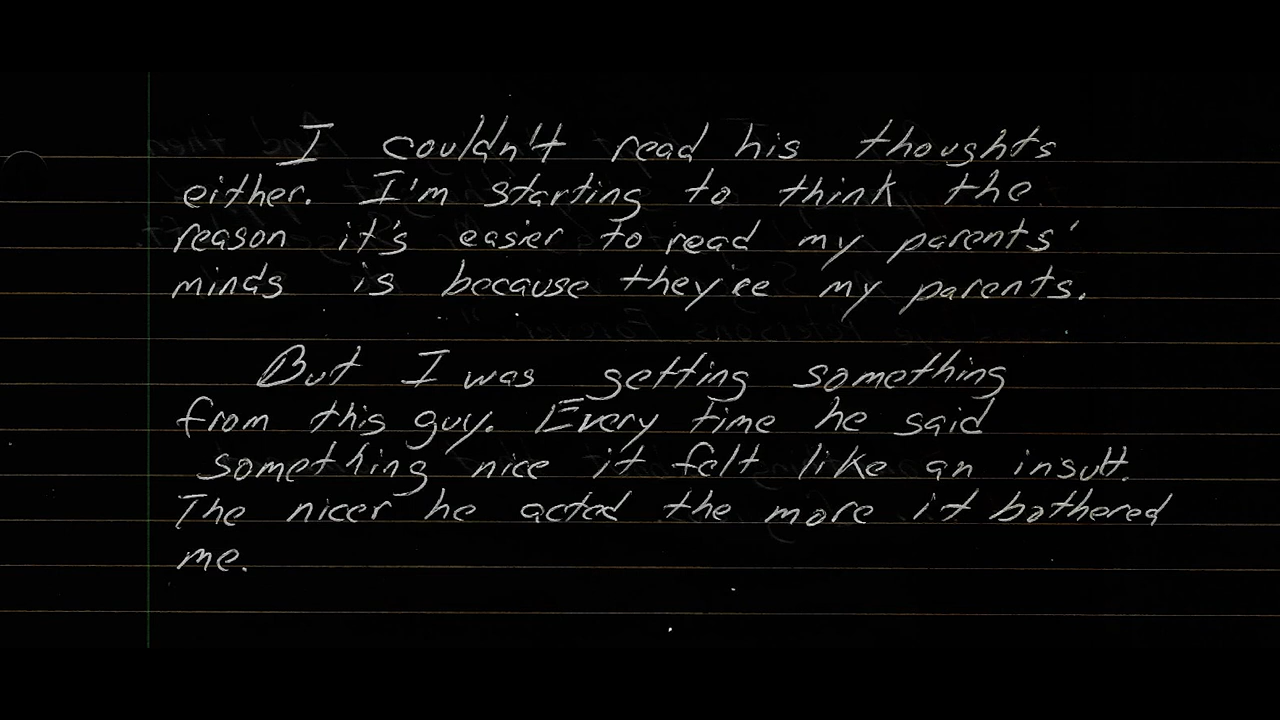 I couldn't read his thoughts
either. I'm starting to think the
reason it's easier to read my parents'
minds is because they're my parents.
But I was getting something
from this guy. Every time he said
something nice it felt like an insult.
The nicer he acted the more it bothered
me.